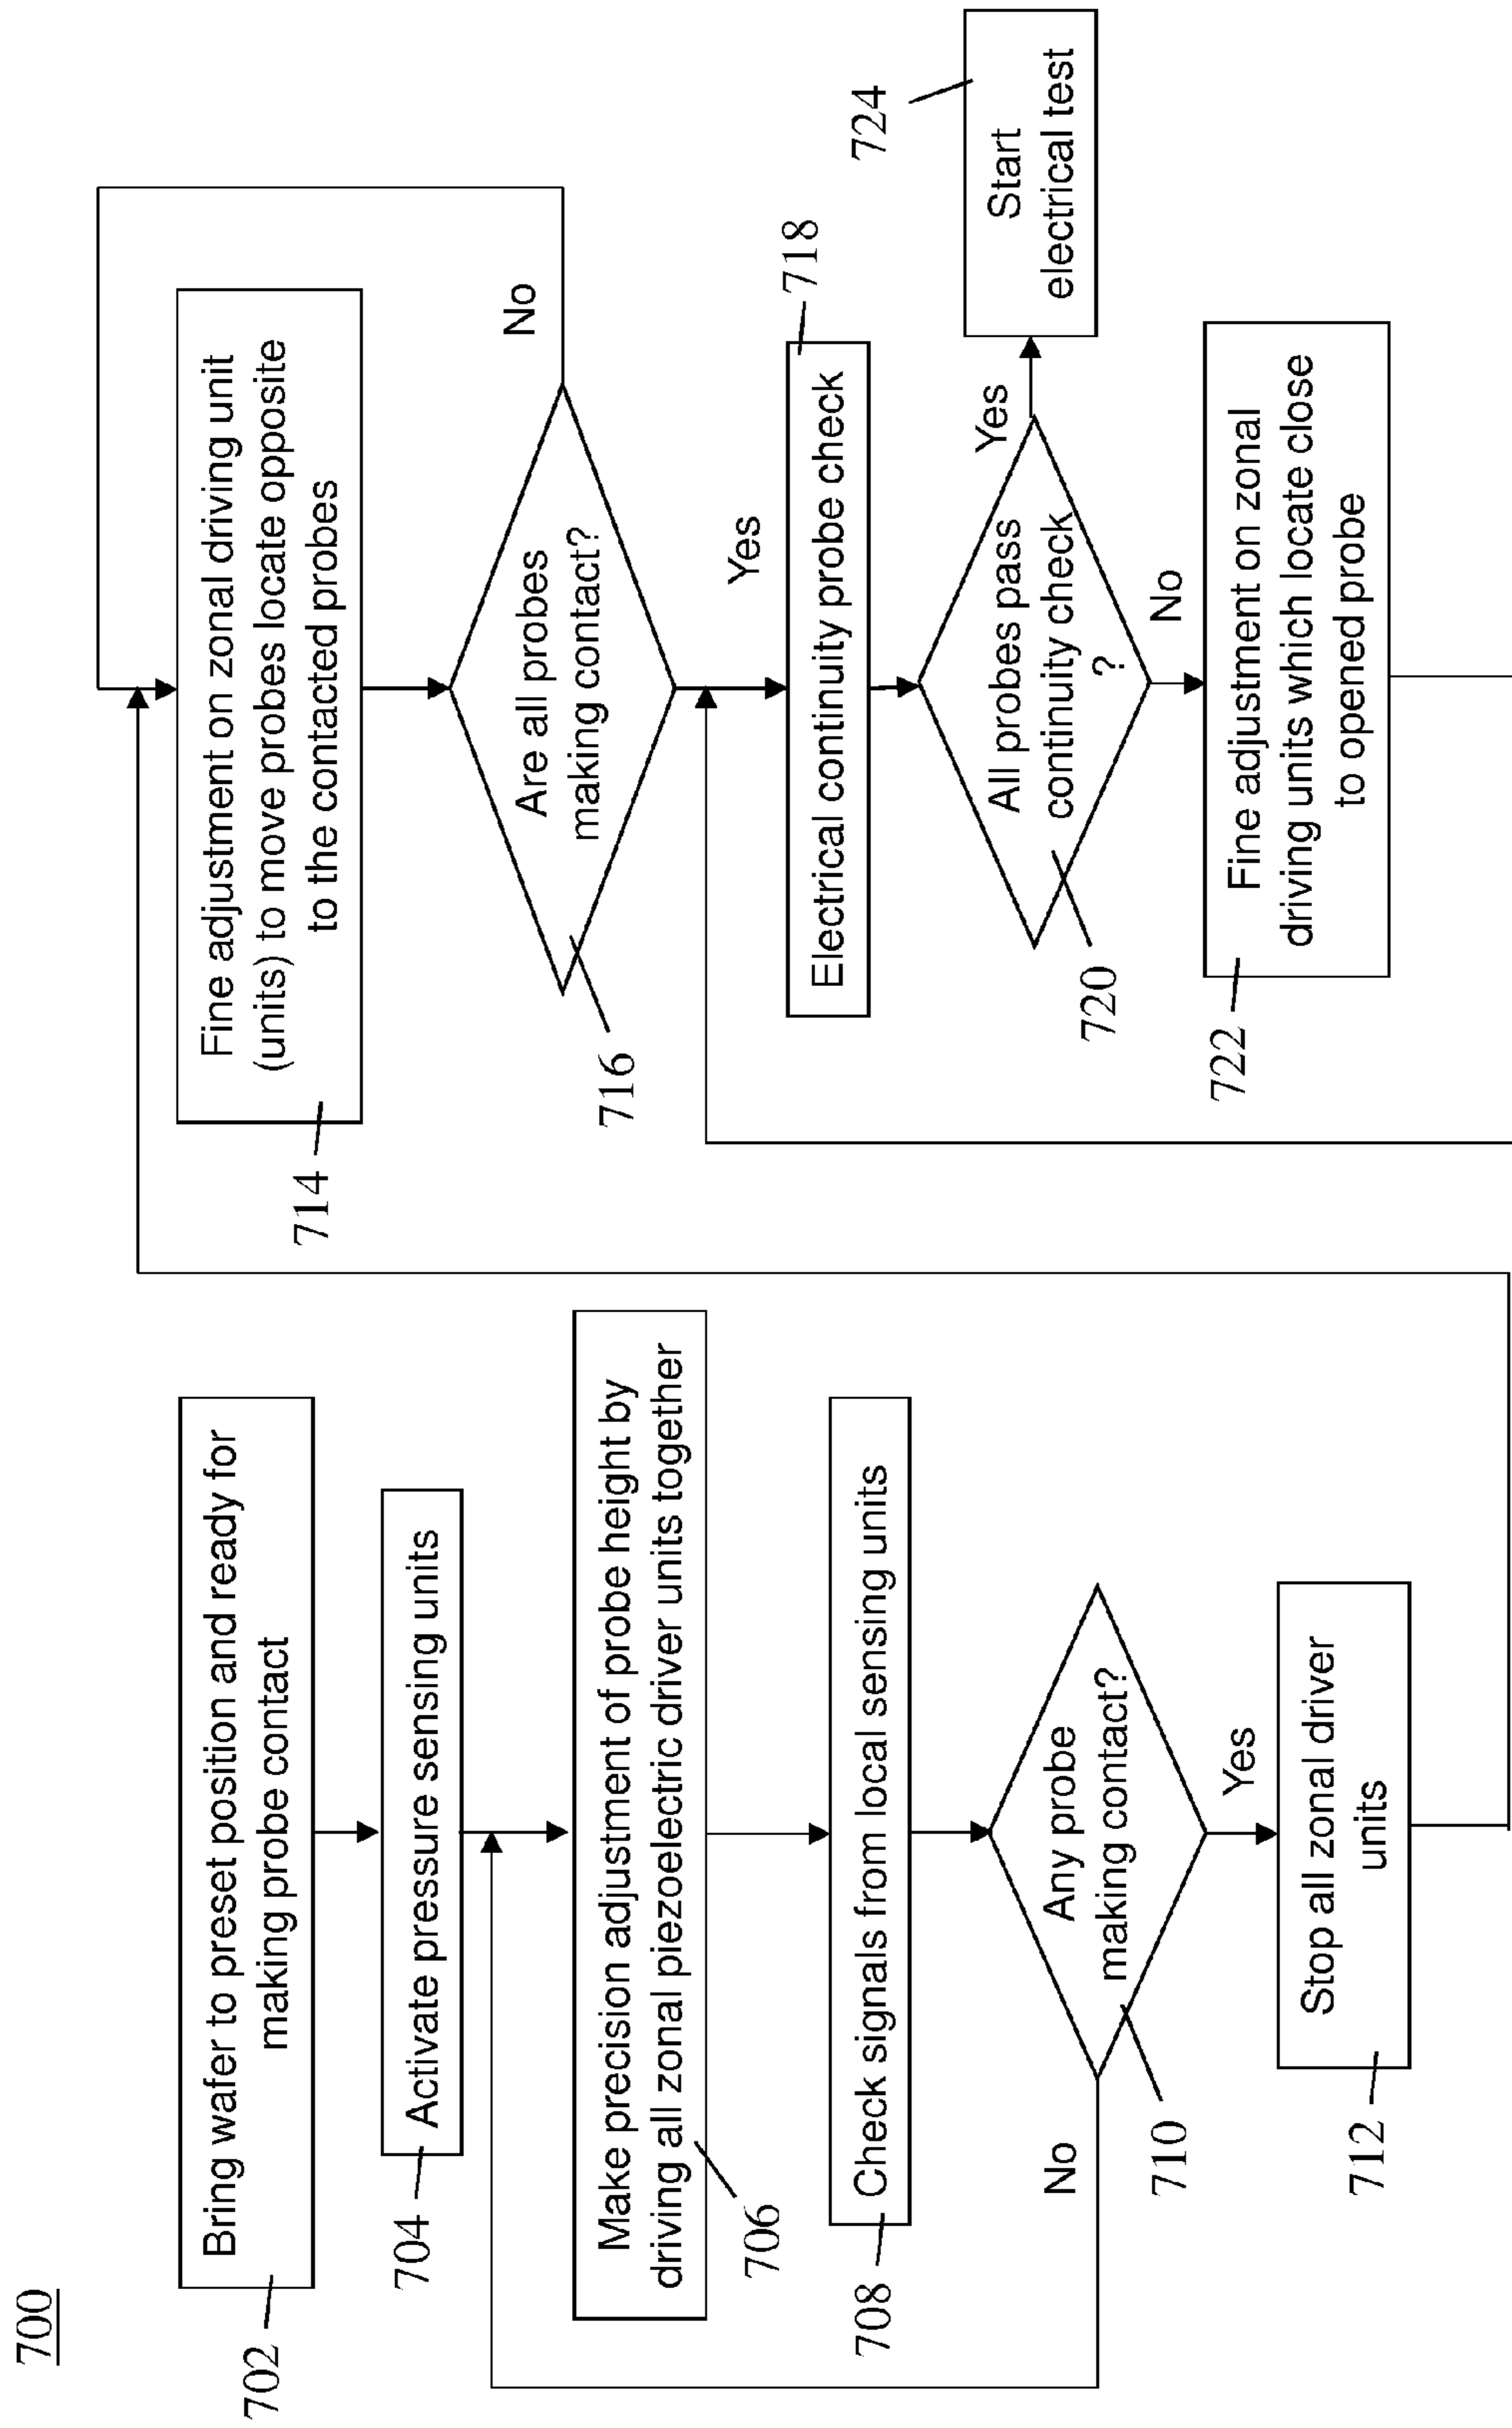 700
702
Bring wafer to preset position and ready for
making probe contact
704
Activate pressure sensing units
706
Make precision adjustment of probe height by
driving all zonal piezoelectric driver units together
708
Check signals from local sensing units
710
Any probe
making contact?
No
Yes
712
Stop all zonal driver
units
714
Fine adjustment on zonal driving unit
(units) to move probes locate opposite
to the contacted probes
716
Are all probes
making contact?
No
Yes
718
Electrical continuity probe check
720
All probes pass
continuity check
?
Yes
No
724
Start
electrical test
722
Fine adjustment on zonal
driving units which locate close
to opened probe